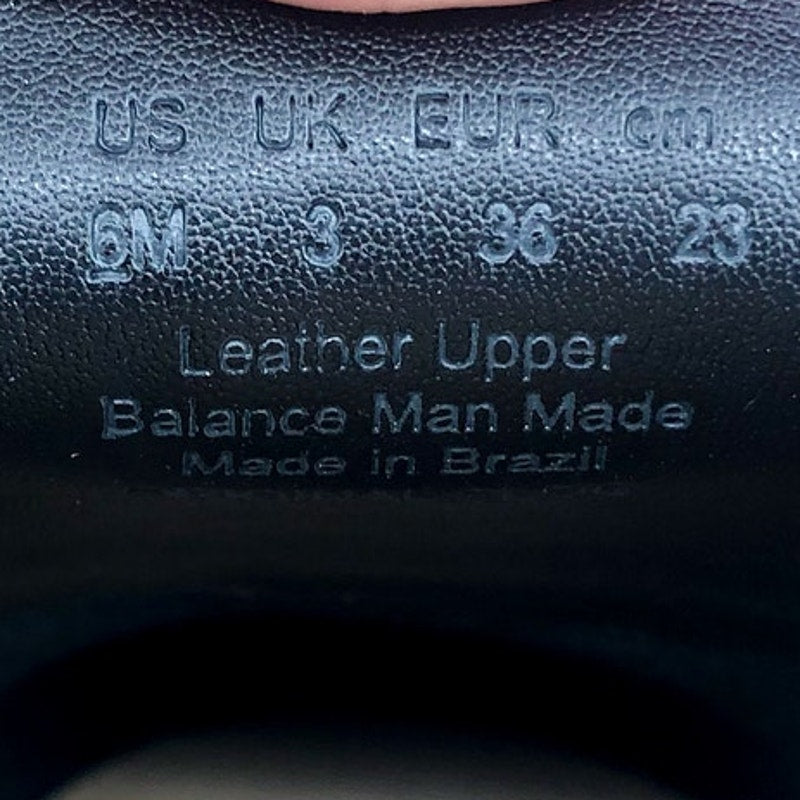 US UK EUR cm
6M 3 36 23
Leather Upper
Balance Man Made
Made in Brazil